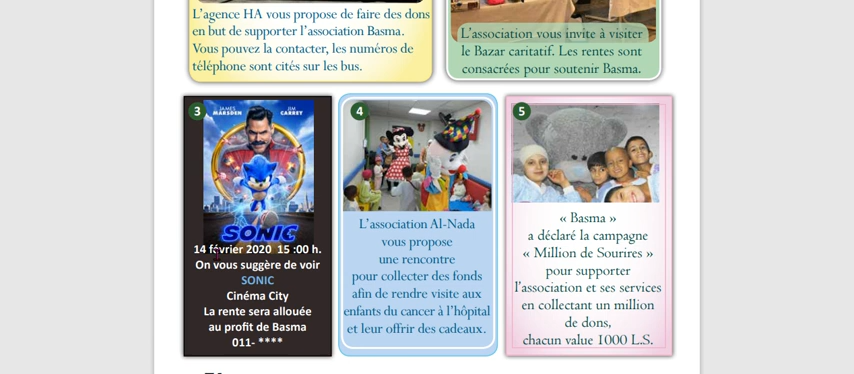 L'agence HA vous propose de faire des dons
en but de supporter l'association Basma.
Vous pouvez la contacter, les numéros de
téléphone sont cités sur les bus.
L'association vous invite à visiter
le Bazar caritatif. Les rentes sont
consacrées pour soutenir Basma.
3
JAMES MARSDEN
JIM CARREY
SONIC
14 février 2020 15 :00 h.
On vous suggère de voir
SONIC
Cinéma City
La rente sera allouée
au profit de Basma
011- ****
4
L'association Al-Nada
vous propose
une rencontre
pour collecter des fonds
afin de rendre visite aux
enfants du cancer à l'hôpital
et leur offrir des cadeaux.
5
« Basma »
a déclaré la campagne
« Million de Sourires »
pour supporter
l'association et ses services
en collectant un million
de dons,
chacun value 1000 L.S.